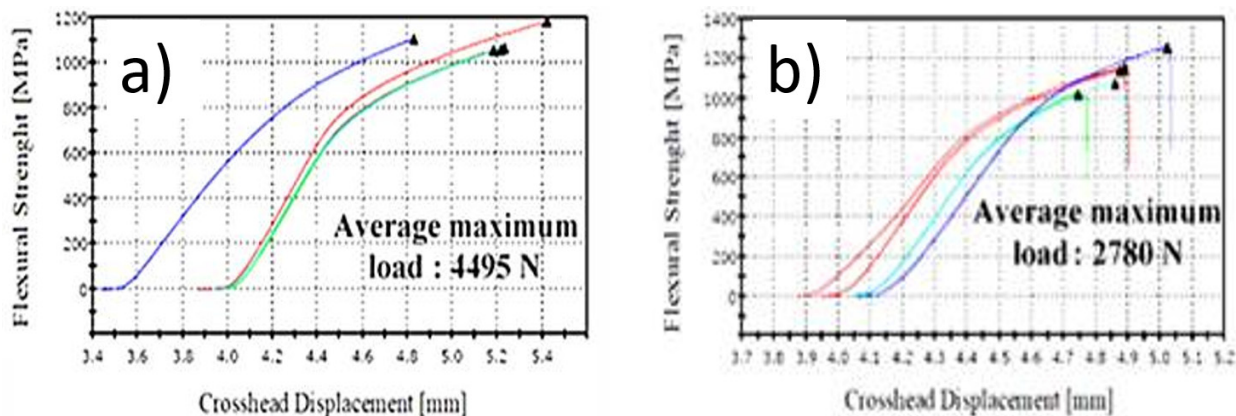 a)
Flexural Strenght [MPa]
1200
1000
800
600
400
200
0
3.4 3.6 3.8 4.0 4.2 4.4 4.6 4.8 5.0 5.2 5.4
Crosshead Displacement [mm]
Average maximum
load : 4495 N
b)
Flexural Strenght [MPa]
1400
1200
1000
800
600
400
200
0
3.7 3.8 3.9 4.0 4.1 4.2 4.3 4.4 4.5 4.6 4.7 4.8 4.9 5.0 5.1 5.2
Crosshead Displacement [mm]
Average maximum
load : 2780 N